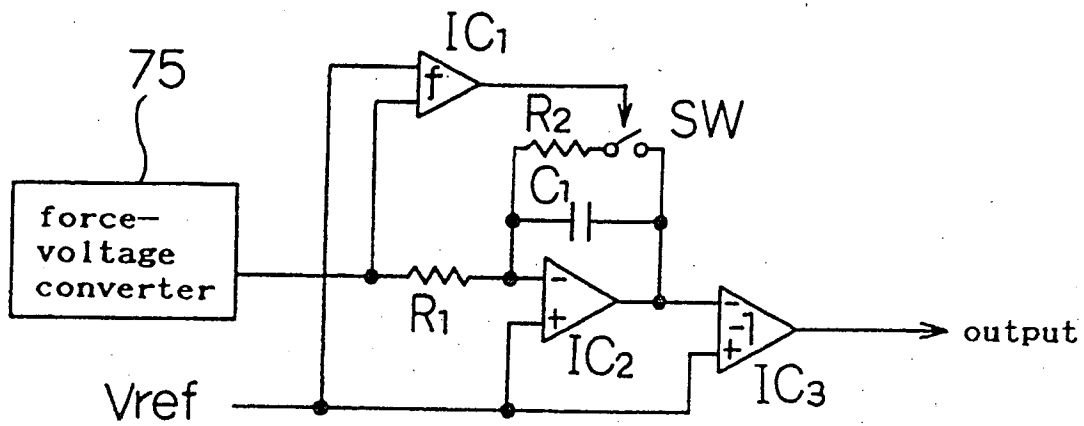 IC1
75
f
R2
SW
C1
force-
voltage
converter
-
R1
+
IC2
-
-1
+
output
IC3
Vref